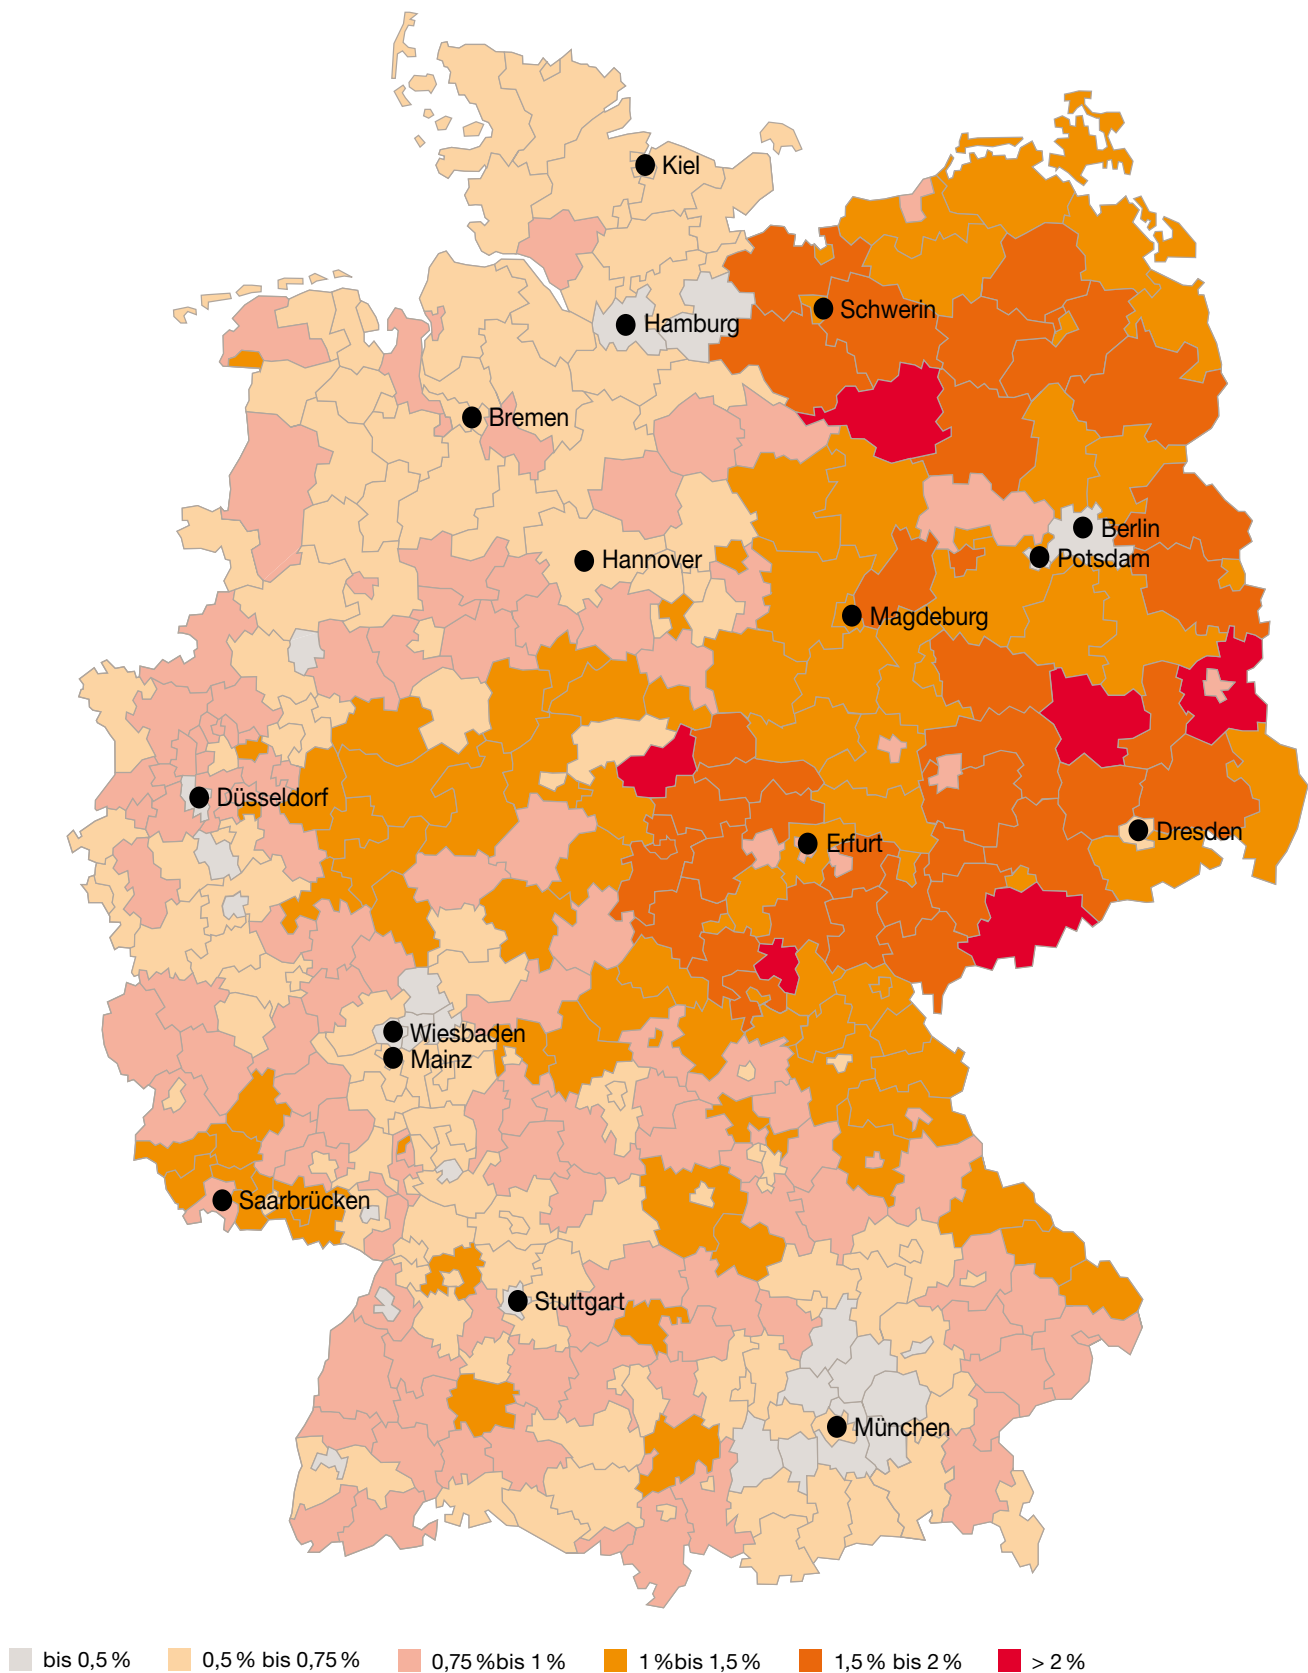 Kiel
Schwerin
Hamburg
Bremen
Berlin
Hannover
Potsdam
Magdeburg
Düsseldorf
Dresden
Erfurt
Wiesbaden
Mainz
Saarbrücken
Stuttgart
München
bis 0,5 % 0,5 % bis 0,75 % 0,75 %bis 1 % 1 %bis 1,5 % 1,5 % bis 2 % > 2 %